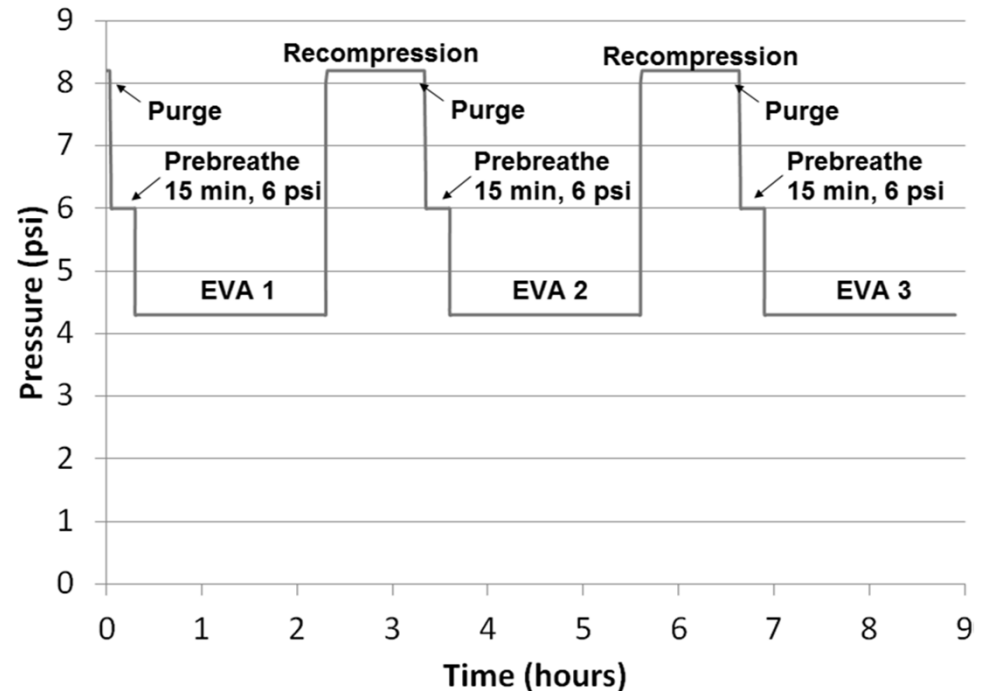 9
Recompression
Recompression
8
Purge
Purge
Purge
7
Prebreathe
15 min, 6 psi
Prebreathe
15 min, 6 psi
Prebreathe
15 min, 6 psi
6
5
EVA 1
EVA 2
EVA 3
4
3
2
1
0
Pressure (psi)
0 1 2 3 4 5 6 7 8 9
Time (hours)